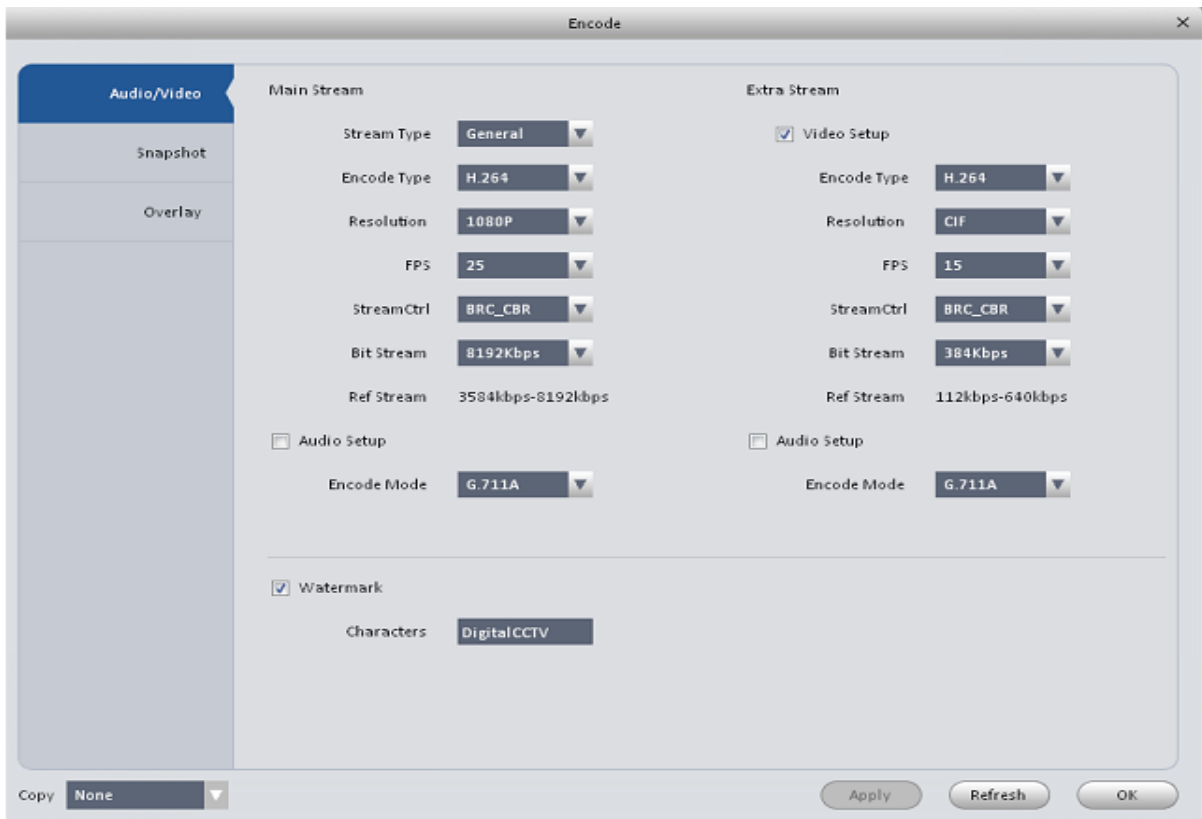 Encode
Audio/Video
Snapshot
Overlay
Main Stream
Stream Type General
Encode Type H.264
Resolution 1080P
FPS 25
StreamCtrl BRC_CBR
Bit Stream 8192Kbps
Ref Stream 3584kbps-8192kbps
Audio Setup
Encode Mode G.711A
Extra Stream
Video Setup
Encode Type H.264
Resolution CIF
FPS 15
StreamCtrl BRC_CBR
Bit Stream 384Kbps
Ref Stream 112kbps-640kbps
Audio Setup
Encode Mode G.711A
Watermark
Characters DigitalCCTV
Copy None
Apply Refresh OK